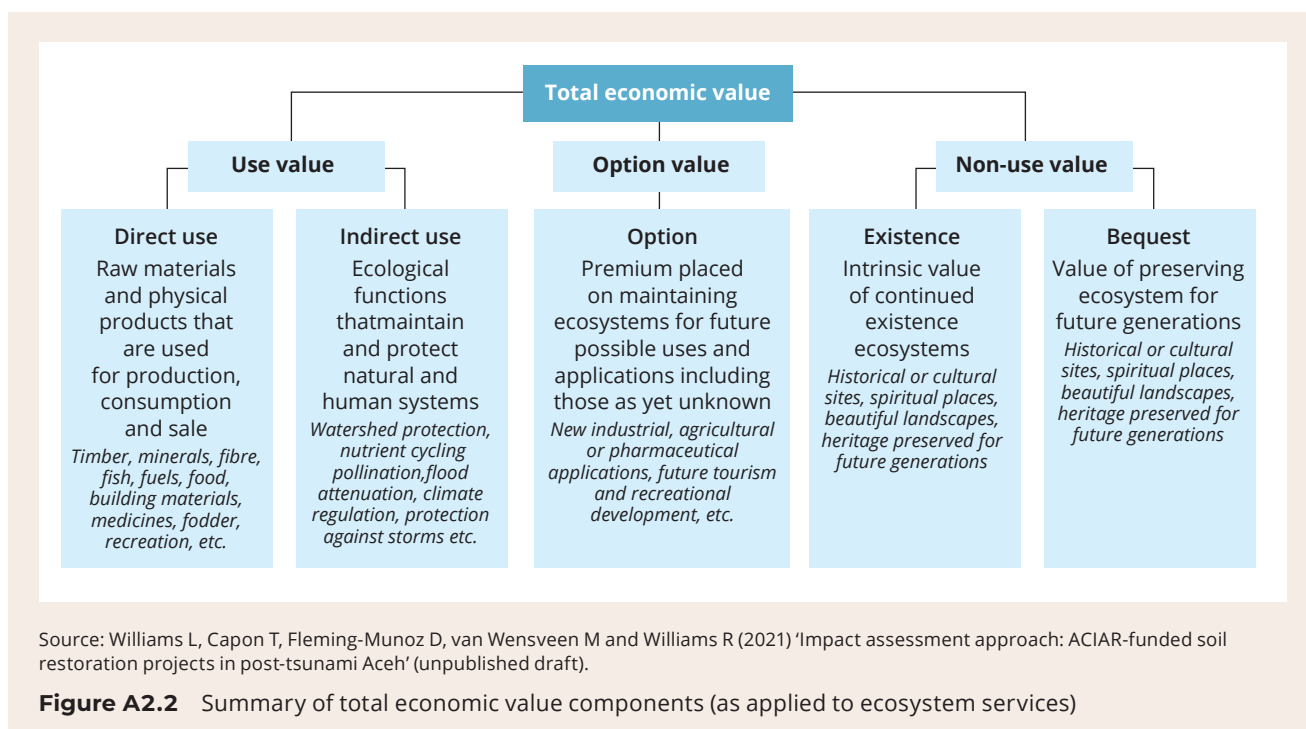 Total economic value
Use value
Option value
Non-use value
Direct use
Raw materials
and physical
products that
are used
for production,
consumption
and sale
Timber, minerals, fibre,
fish, fuels, food,
building materials,
medicines, fodder,
recreation, etc.
Indirect use
Ecological
functions
thatmaintain
and protect
natural and
human systems
Watershed protection,
nutrient cycling
pollination,flood
attenuation, climate
regulation, protection
against storms etc.
Option
Premium placed
on maintaining
ecosystems for future
possible uses and
applications including
those as yet unknown
New industrial, agricultural
or pharmaceutical
applications, future tourism
and recreational
development, etc.
Existence
Intrinsic value
of continued
existence
ecosystems
Historical or cultural
sites, spiritual places,
beautiful landscapes,
heritage preserved for
future generations
Bequest
Value of preserving
ecosystem for
future generations
Historical or cultural
sites, spiritual places,
beautiful landscapes,
heritage preserved for
future generations
Source: Williams L, Capon T, Fleming-Munoz D, van Wensveen M and Williams R (2021) ‘Impact assessment approach: ACIAR-funded soil
restoration projects in post-tsunami Aceh’ (unpublished draft).
Figure A2.2 Summary of total economic value components (as applied to ecosystem services)